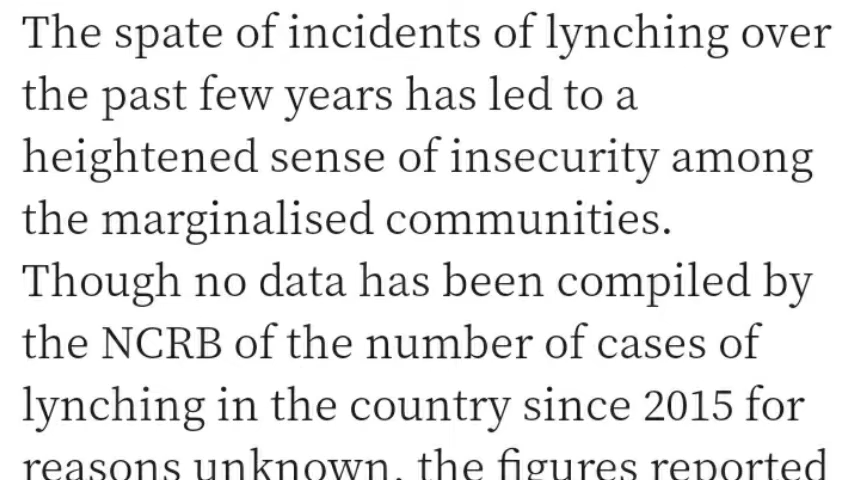 The spate of incidents of lynching over
the past few years has led to a
heightened sense of insecurity among
the marginalised communities.
Though no data has been compiled by
the NCRB of the number of cases of
lynching in the country since 2015 for
reasons unknown, the figures reported